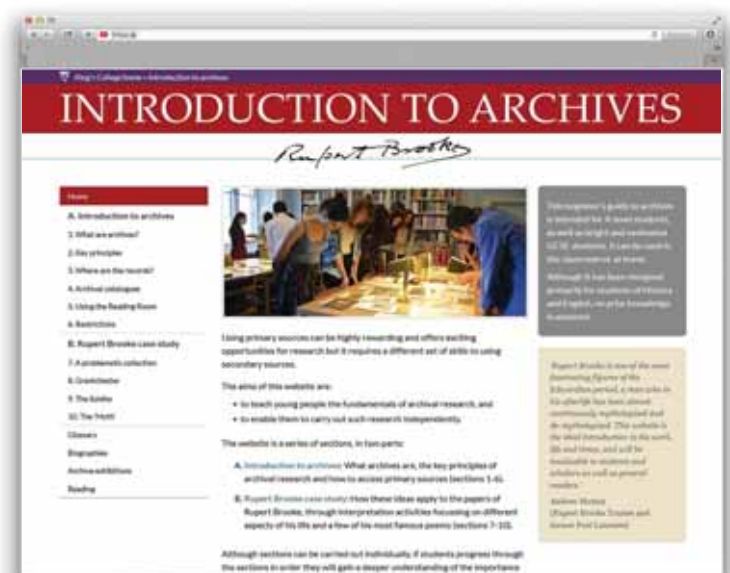 King's College home > Introduction to archives
INTRODUCTION TO ARCHIVES
Rupert Brooke
Home
A. Introduction to archives
1. What are archives?
2. Key principles
3. Where are the records?
4. Archival catalogues
5. Using the Reading Room
6. Restrictions
B. Rupert Brooke case study
7. A problematic collection
8. Grantchester
9. The Soldier
10. The
Glossary
Biographies
Archive exhibitions
Reading
Using primary sources can be highly rewarding and offers exciting
opportunities for research but it requires a different set of skills to using
secondary sources.
The aims of this website are:
• to teach young people the fundamentals of archival research, and
• to enable them to carry out such research independently.
The website is a series of sections, in two parts:
A. Introduction to archives: What archives are, the key principles of
archival research and how to access primary sources (sections 1-6).
B. Rupert Brooke case study: How these ideas apply to the papers of
Rupert Brooke, through interpretation activities focussing on different
aspects of his life and a few of his most famous poems (sections 7-10).
Although sections can be carried out individually, if students progress through
the sections in order they will gain a deeper understanding of the importance
This beginner's guide to archives
is intended for A-level students,
as well as bright and motivated
GCSE students. It can be used in
the classroom or at home.
Although it has been designed
primarily for students of History
and English, no prior knowledge
is assumed.
'Rupert Brooke is one of the most
fascinating figures of the
Edwardian period, a man who in
his afterlife has been almost
continuously mythologised and
de-mythologised. This website is
the ideal introduction to his work,
life and times, and will be
invaluable to students and
scholars as well as general
readers.'
Andrew Motion
(Rupert Brooke Trustee and
former Poet Laureate)